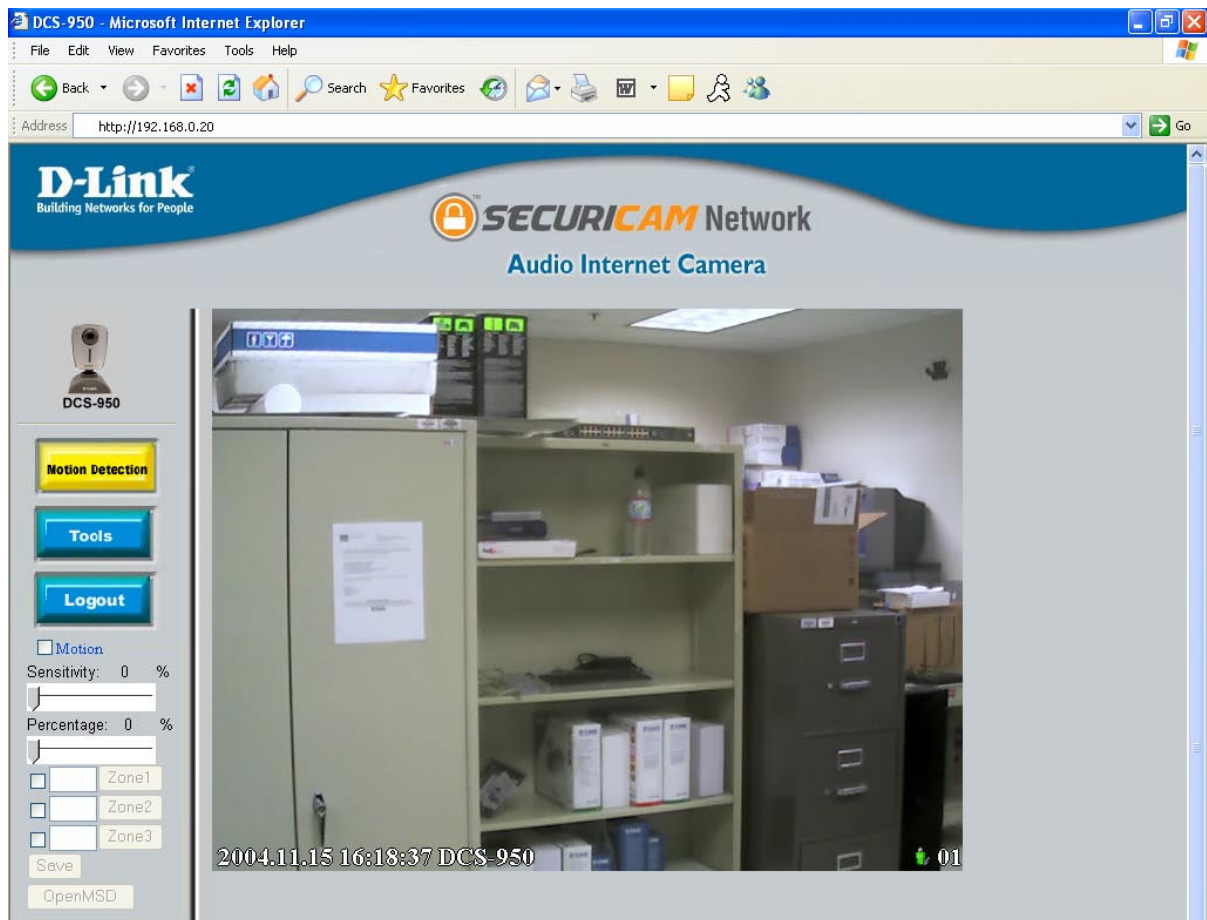 DCS-950 - Microsoft Internet Explorer
File Edit View Favorites Tools Help
Back Search Favorites
Address http://192.168.0.20 Go
D-Link®
Building Networks for People
SECURICAM™ Network
Audio Internet Camera
DCS-950
Motion Detection
Tools
Logout
Motion
Sensitivity: 0 %
Percentage: 0 %
Zone1
Zone2
Zone3
Save
OpenMSD
2004.11.15 16:18:37 DCS-950
01